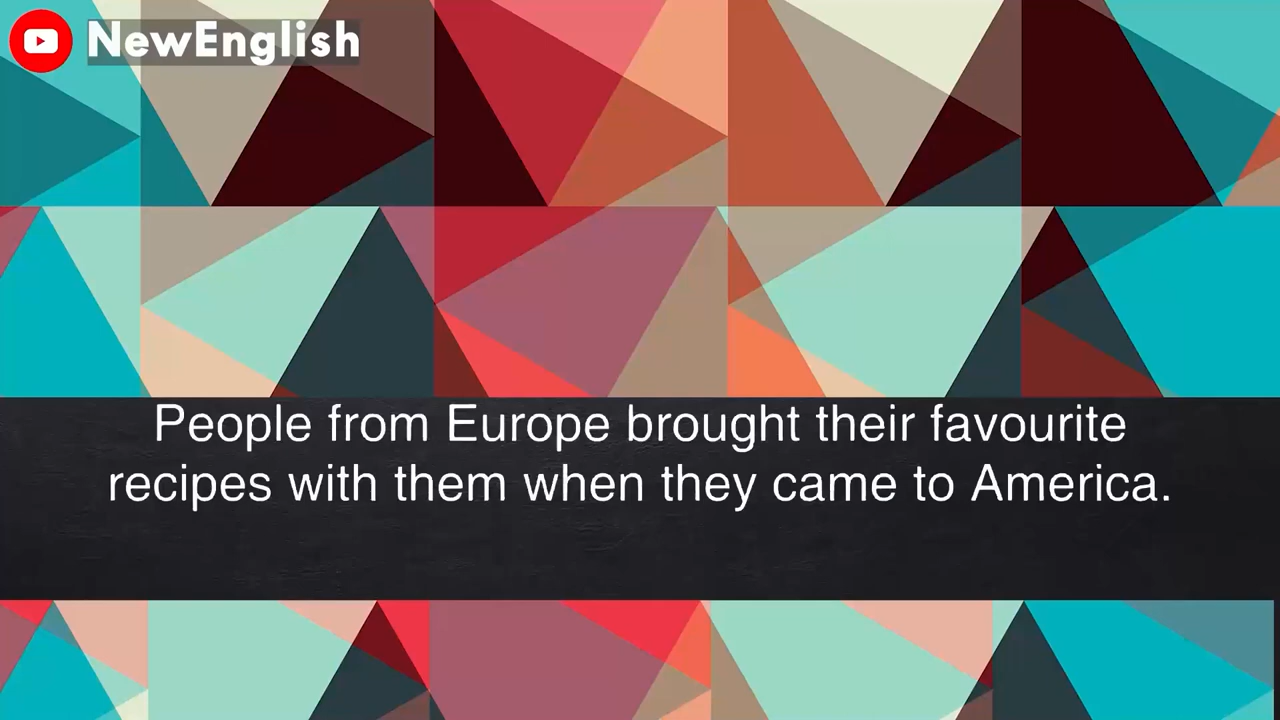 NewEnglish
People from Europe brought their favourite
recipes with them when they came to America.